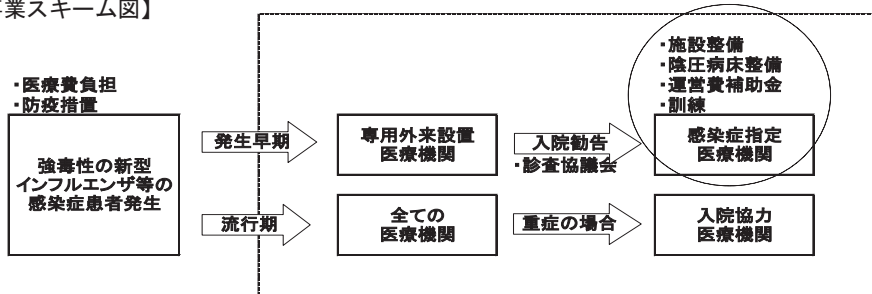 業スキーム図】
・施設整備
・陰圧病床整備
・運営費補助金
・訓練
・医療費負担
・防疫措置
強毒性の新型
インフルエンザ等の
感染症患者発生
発生早期
専用外来設置
医療機関
入院勧告
・診査協議会
感染症指定
医療機関
流行期
全ての
医療機関
重症の場合
入院協力
医療機関